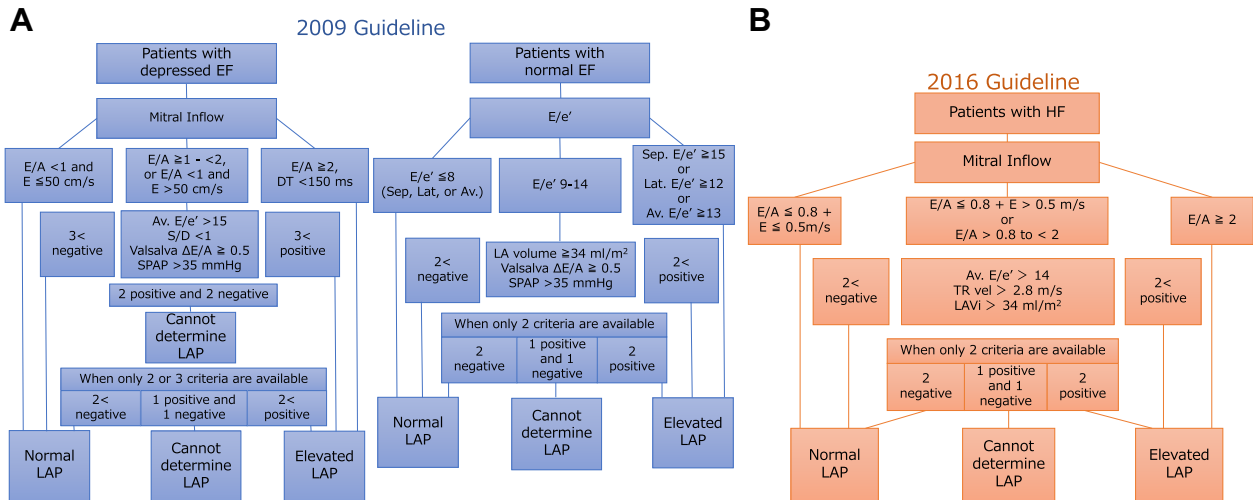 A
2009 Guideline
Patients with
depressed EF
Mitral Inflow
E/A <1 and
E ≦50 cm/s
E/A ≧1 - <2,
or E/A <1 and
E >50 cm/s
E/A ≧2,
DT <150 ms
3<
negative
Av. E/e′ >15
S/D <1
Valsalva ΔE/A ≧ 0.5
SPAP >35 mmHg
3<
positive
2 positive and 2 negative
Cannot
determine
LAP
When only 2 or 3 criteria are available
2<
negative
1 positive and
1 negative
2<
positive
Normal
LAP
Cannot
determine
LAP
Elevated
LAP
Patients with
normal EF
E/e′
E/e′ ≦8
(Sep, Lat, or Av.)
E/e′ 9-14
Sep. E/e′ ≧15
or
Lat. E/e′ ≧12
or
Av. E/e′ ≧13
2<
negative
LA volume ≧34 ml/m²
Valsalva ΔE/A ≧ 0.5
SPAP >35 mmHg
2<
positive
When only 2 criteria are available
2
negative
1 positive
and 1
negative
2
positive
Normal
LAP
Cannot
determine
LAP
Elevated
LAP
B
2016 Guideline
Patients with HF
Mitral Inflow
E/A ≦ 0.8 +
E ≦ 0.5m/s
E/A ≦ 0.8 + E > 0.5 m/s
or
E/A > 0.8 to < 2
E/A ≧ 2
2<
negative
Av. E/e′ > 14
TR vel > 2.8 m/s
LAVi > 34 ml/m²
2<
positive
When only 2 criteria are available
2
negative
1 positive
and 1
negative
2
positive
Normal
LAP
Cannot
determine
LAP
Elevated
LAP